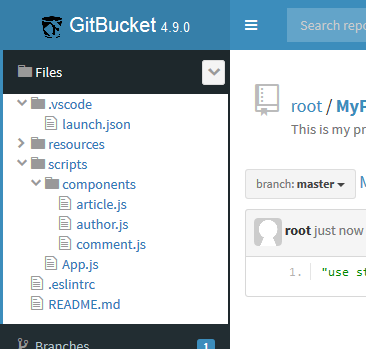 GitBucket 4.9.0
Search repo
Files
.vscode
launch.json
resources
scripts
components
article.js
author.js
comment.js
App.js
.eslintrc
README.md
Branches 1
root / MyP
This is my pr
branch: master
root just now
1. "use st